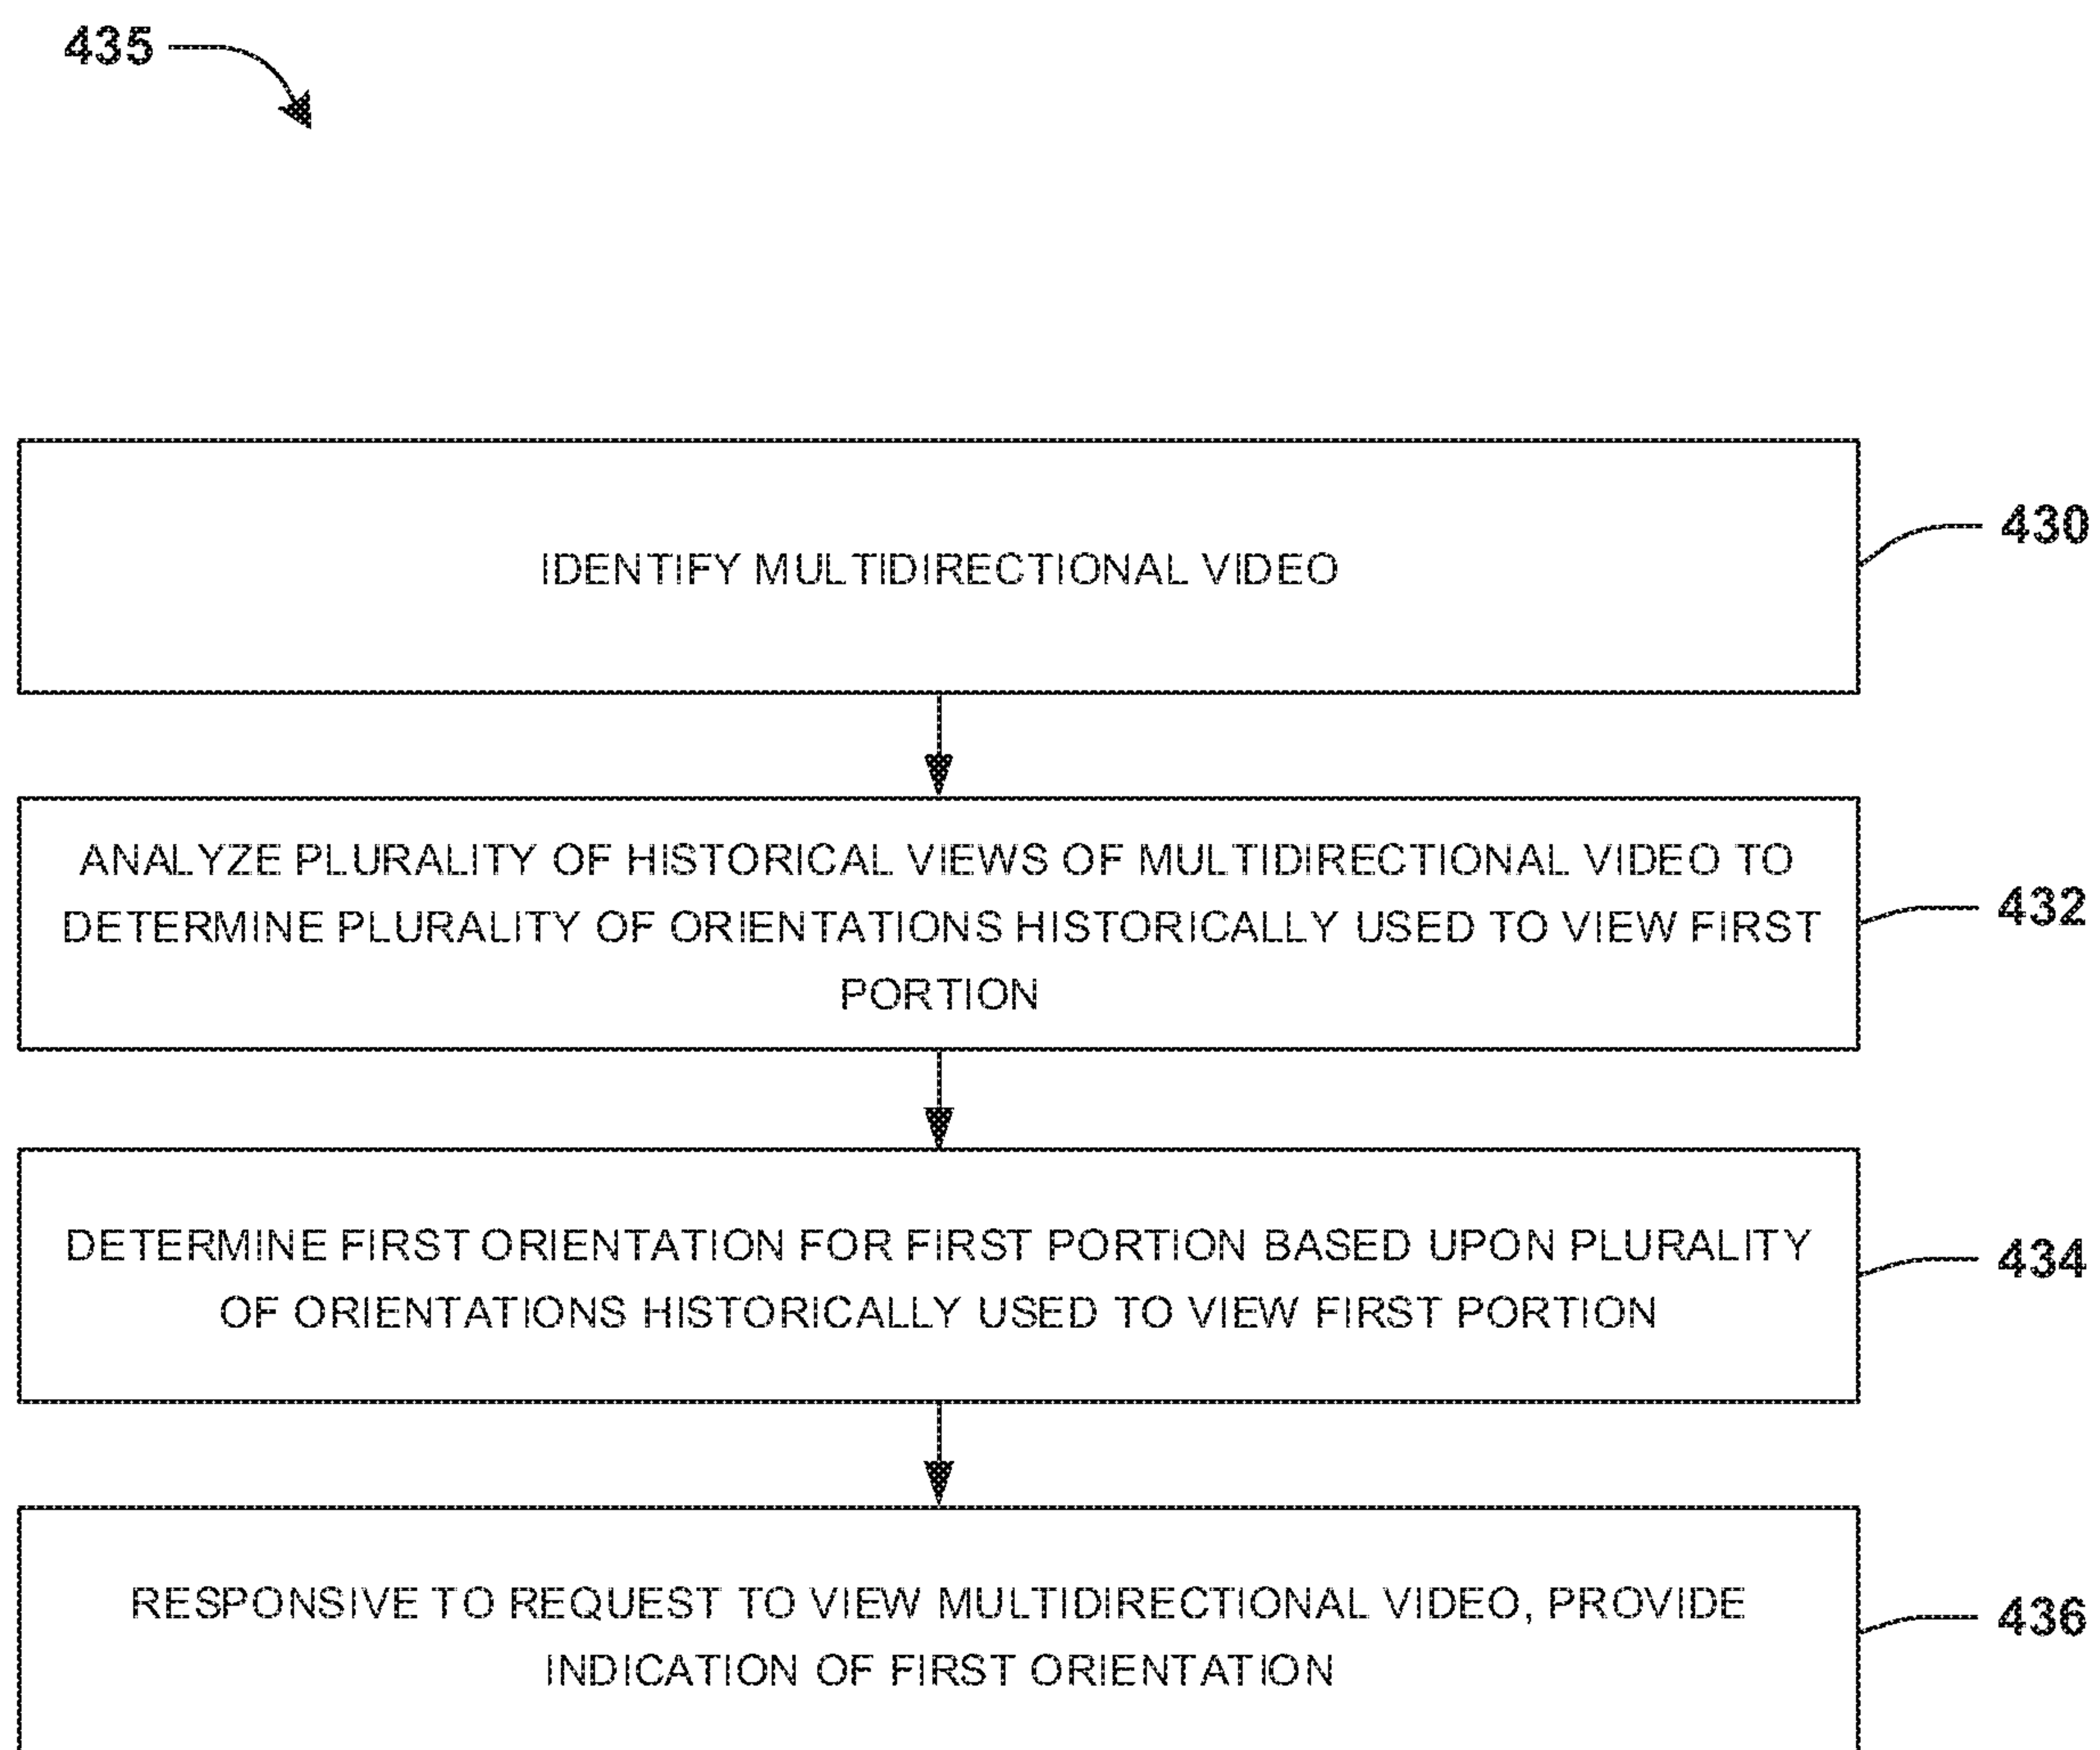 435
IDENTIFY MULTIDIRECTIONAL VIDEO
430
ANALYZE PLURALITY OF HISTORICAL VIEWS OF MULTIDIRECTIONAL VIDEO TO
DETERMINE PLURALITY OF ORIENTATIONS HISTORICALLY USED TO VIEW FIRST
PORTION
432
DETERMINE FIRST ORIENTATION FOR FIRST PORTION BASED UPON PLURALITY
OF ORIENTATIONS HISTORICALLY USED TO VIEW FIRST PORTION
434
RESPONSIVE TO REQUEST TO VIEW MULTIDIRECTIONAL VIDEO, PROVIDE
INDICATION OF FIRST ORIENTATION
436